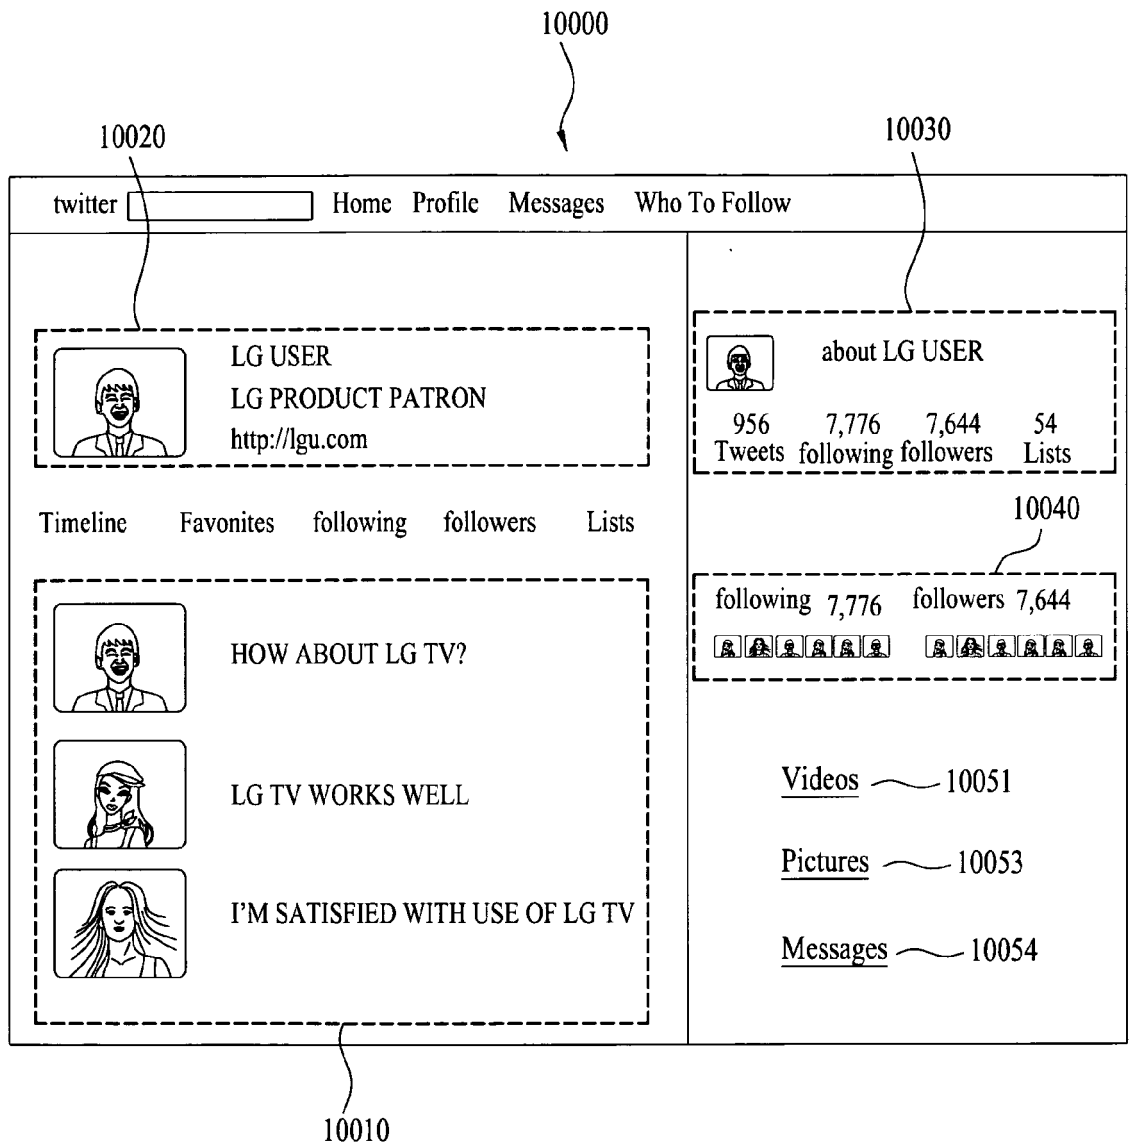 10000
10020
10030
twitter Home Profile Messages Who To Follow
LG USER
LG PRODUCT PATRON
http://lgu.com
about LG USER
956 7,776 7,644 54
Tweets following followers Lists
10040
Timeline Favonites following followers Lists
following 7,776 followers 7,644
HOW ABOUT LG TV?
LG TV WORKS WELL
I'M SATISFIED WITH USE OF LG TV
Videos 10051
Pictures 10053
Messages 10054
10010